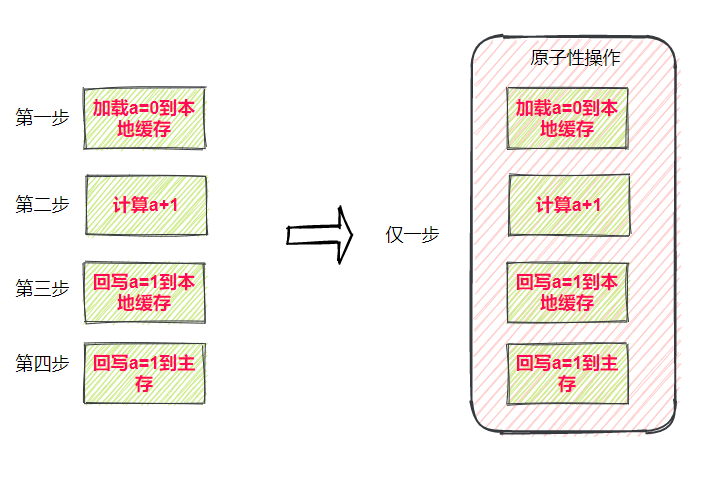 第一步
加载a=0到本
地缓存
第二步
计算a+1
第三步
回写a=1到本
地缓存
第四步
回写a=1到主
存
仅一步
原子性操作
加载a=0到本
地缓存
计算a+1
回写a=1到本
地缓存
回写a=1到主
存